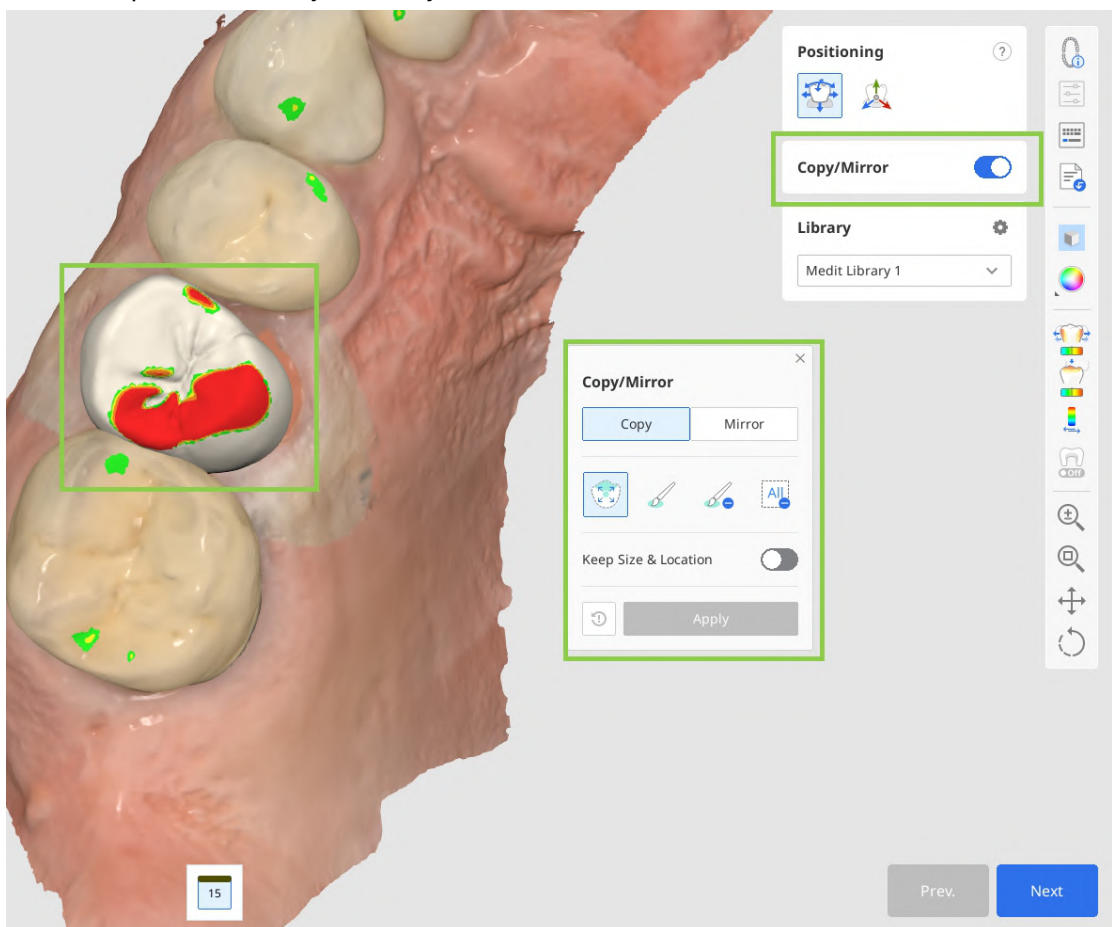 Positioning
?
Copy/Mirror
Library
Medit Library 1
Copy/Mirror
Copy Mirror
All
Keep Size & Location
Apply
Off
15
Prev. Next